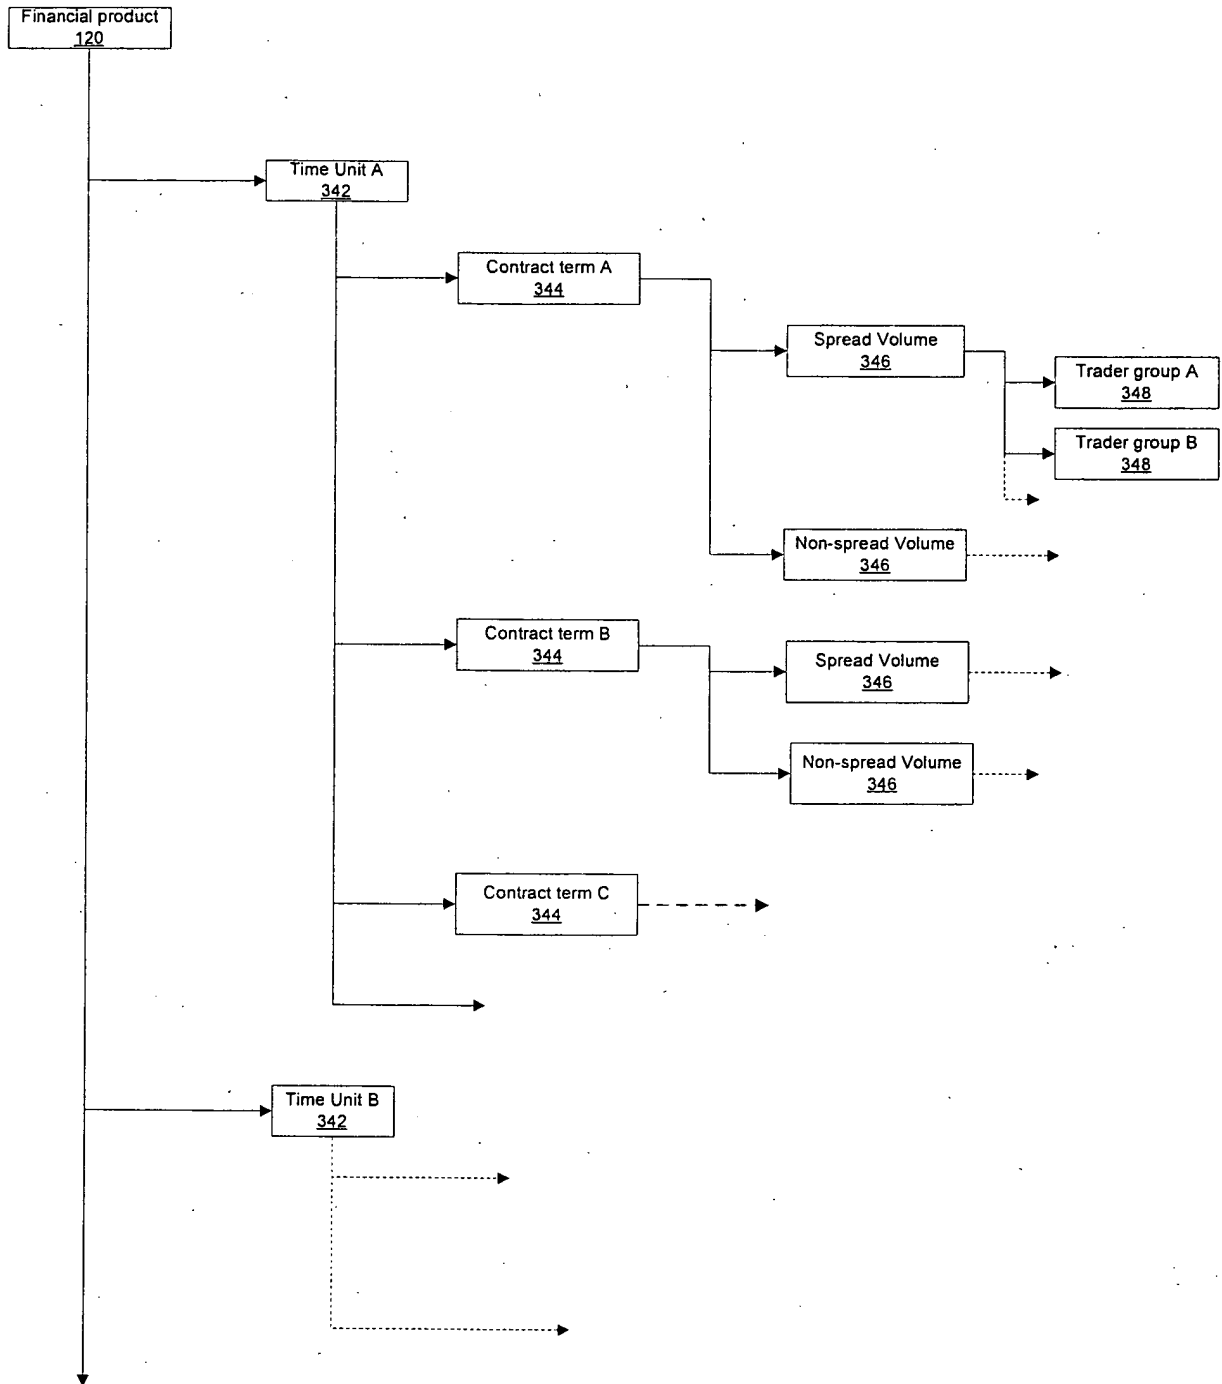 Financial product
120
Time Unit A
342
Contract term A
344
Spread Volume
346
Trader group A
348
Trader group B
348
Non-spread Volume
346
Contract term B
344
Spread Volume
346
Non-spread Volume
346
Contract term C
344
Time Unit B
342